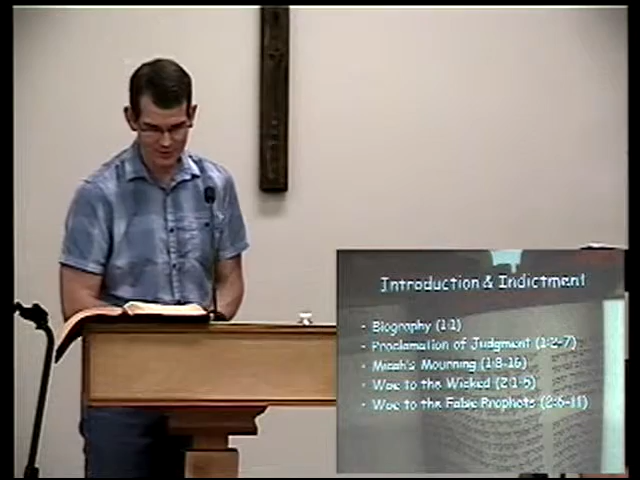 Introduction & Indictment
• Biography (1:1)
• Proclamation of Judgment (1:2-7)
• Micah's Mourning (1:8-16)
• Woe to the Wicked (2:1-5)
• Woe to the False Prophets (2:6-11)